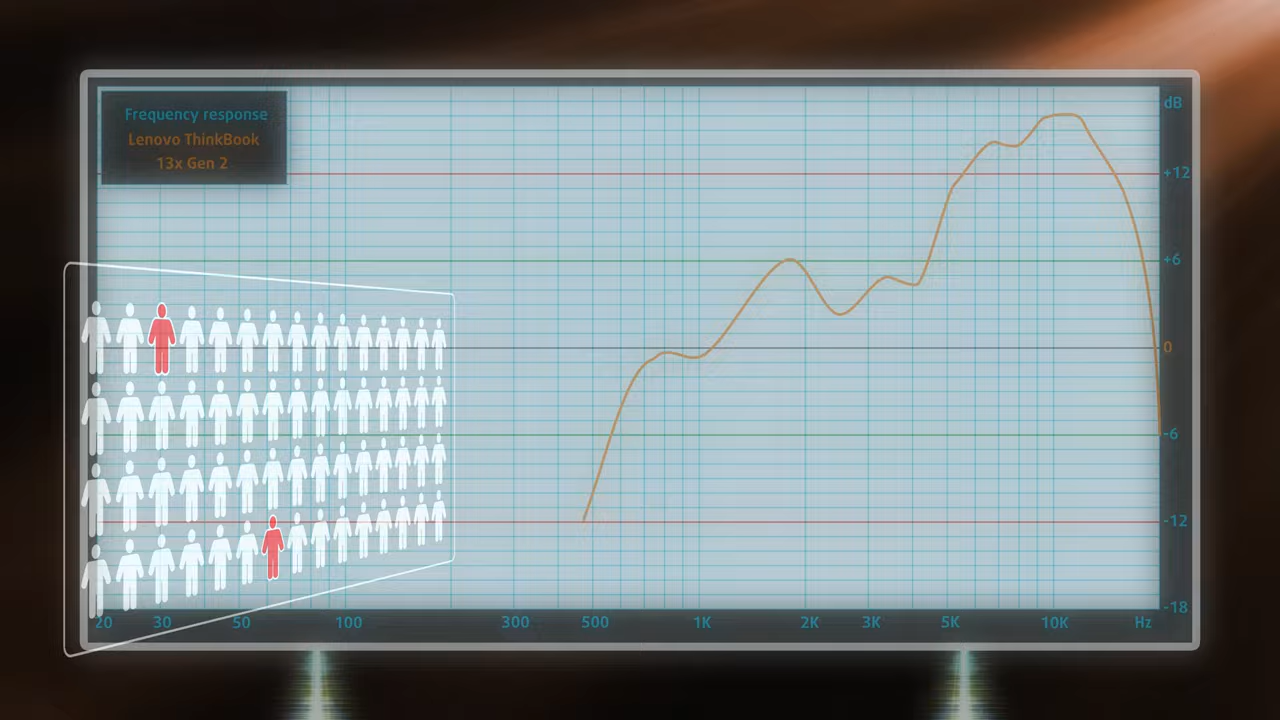 Frequency response
Lenovo ThinkBook
13x Gen 2
dB
+12
+6
0
-6
-12
-18
20 30 50 100 300 500 1K 2K 3K 5K 10K Hz